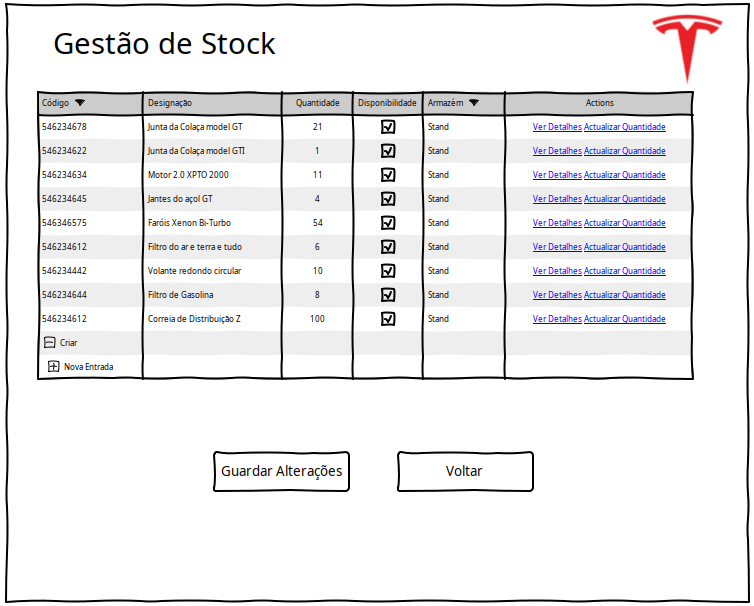 Gestão de Stock
Código Designação Quantidade Disponibilidade Armazém Actions
546234678 Junta da Colaça model GT 21 Stand Ver Detalhes Actualizar Quantidade
546234622 Junta da Colaça model GTI 1 Stand Ver Detalhes Actualizar Quantidade
546234634 Motor 2.0 XPTO 2000 11 Stand Ver Detalhes Actualizar Quantidade
546234645 Jantes do açol GT 4 Stand Ver Detalhes Actualizar Quantidade
546346575 Faróis Xenon Bi-Turbo 54 Stand Ver Detalhes Actualizar Quantidade
546234612 Filtro do ar e terra e tudo 6 Stand Ver Detalhes Actualizar Quantidade
546234442 Volante redondo circular 10 Stand Ver Detalhes Actualizar Quantidade
546234644 Filtro de Gasolina 8 Stand Ver Detalhes Actualizar Quantidade
546234612 Correia de Distribuição Z 100 Stand Ver Detalhes Actualizar Quantidade
Criar
Nova Entrada
Guardar Alterações Voltar